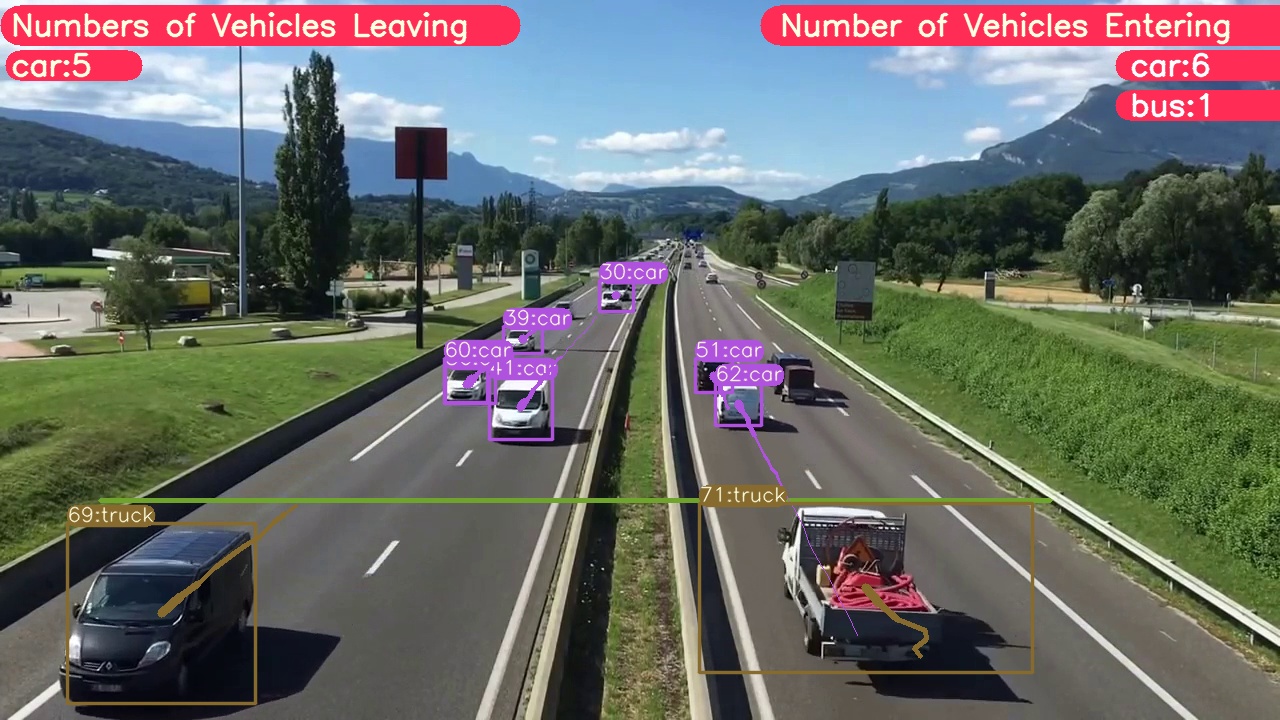 Numbers of Vehicles Leaving
car:5
Number of Vehicles Entering
car:6
bus:1
30:car
39:car
60:car
41:car
51:car
62:car
69:truck
71:truck